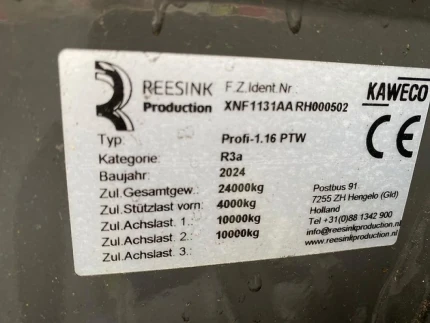 REESINK F.Z.Ident.Nr. KAWECO
Production XNF1131AARH000502
Typ: Profi-1.16 PTW CE
Kategorie: R3a
Baujahr: 2024
Zul.Gesamtgew.: 24000kg Postbus 91
Zul.Stützlast vorn: 4000kg 7255 ZH Hengelo (Gld)
Zul.Achslast. 1.: 10000kg Holland
Zul.Achslast. 2.: 10000kg Tel +31(0)88 1342 900
Zul.Achslast. 3.: info@reesinkproduction.nl
www.reesinkproduction.nl